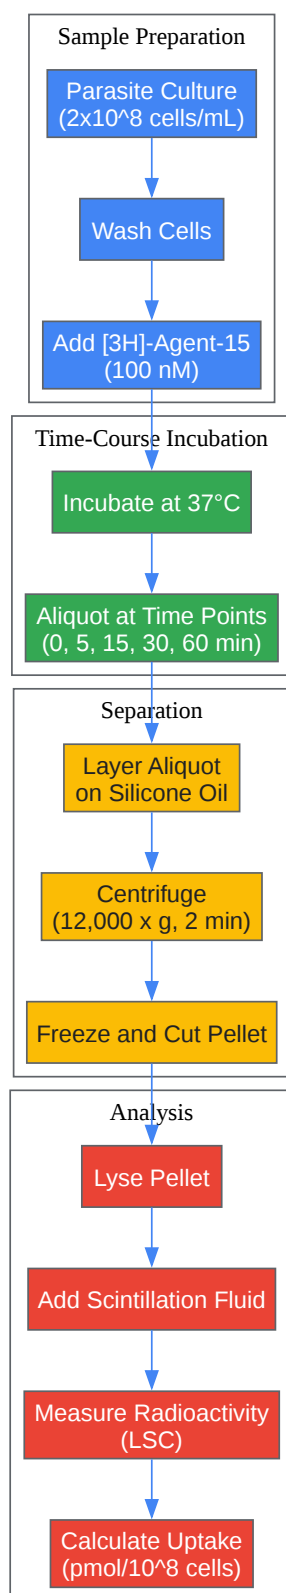 Sample Preparation
Parasite Culture
(2x10^8 cells/mL)
Wash Cells
Add [3H]-Agent-15
(100 nM)
Time-Course Incubation
Incubate at 37°C
Aliquot at Time Points
(0, 5, 15, 30, 60 min)
Separation
Layer Aliquot
on Silicone Oil
Centrifuge
(12,000 x g, 2 min)
Freeze and Cut Pellet
Analysis
Lyse Pellet
Add Scintillation Fluid
Measure Radioactivity
(LSC)
Calculate Uptake
(pmol/10^8 cells)